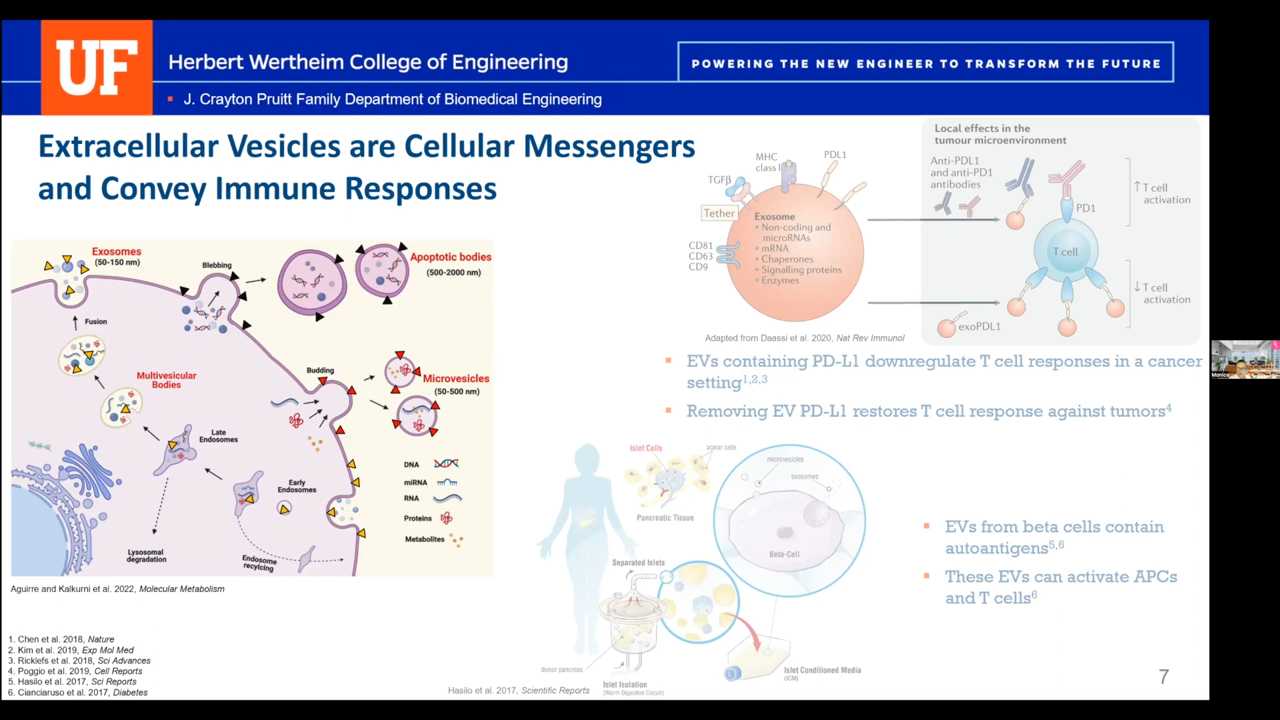 UF
Herbert Wertheim College of Engineering
POWERING THE NEW ENGINEER TO TRANSFORM THE FUTURE
J. Crayton Pruitt Family Department of Biomedical Engineering
Extracellular Vesicles are Cellular Messengers
and Convey Immune Responses
Exosomes
(50-150 nm)
Blebbing
Apoptotic bodies
(500-2000 nm)
Fusion
Multivesicular
Bodies
Budding
Microvesicles
(50-500 nm)
Late
Endosomes
Early
Endosomes
DNA
miRNA
RNA
Proteins
Metabolites
Lysosomal
degradation
Endosome
recylcing
Aguirre and Kalkurni et al. 2022, Molecular Metabolism
MHC
class I
PDL1
TGFβ
Tether
CD81
CD63
CD9
Exosome
• Non-coding and
microRNAs
• mRNA
• Chaperones
• Signalling proteins
• Enzymes
Local effects in the
tumour microenvironment
Anti-PDL1
and anti-PD1
antibodies
PD1
T cell
↑ T cell
activation
↓ T cell
activation
exoPDL1
Adapted from Daassi et al. 2020, Nat Rev Immunol
EVs containing PD-L1 downregulate T cell responses in a cancer
setting1,2,3
Removing EV PD-L1 restores T cell response against tumors4
Islet Cells
acinar cells
Pancreatic Tissue
microvesicles
exosomes
Beta-Cell
Separated Islets
donor pancreas
Islet Isolation
(Warm Digestion Circuit)
Islet Conditioned Media
(ICM)
Hasilo et al. 2017, Scientific Reports
EVs from beta cells contain
autoantigens5,6
These EVs can activate APCs
and T cells6
1. Chen et al. 2018, Nature
2. Kim et al. 2019, Exp Mol Med
3. Ricklefs et al. 2018, Sci Advances
4. Poggio et al. 2019, Cell Reports
5. Hasilo et al. 2017, Sci Reports
6. Cianciaruso et al. 2017, Diabetes
7